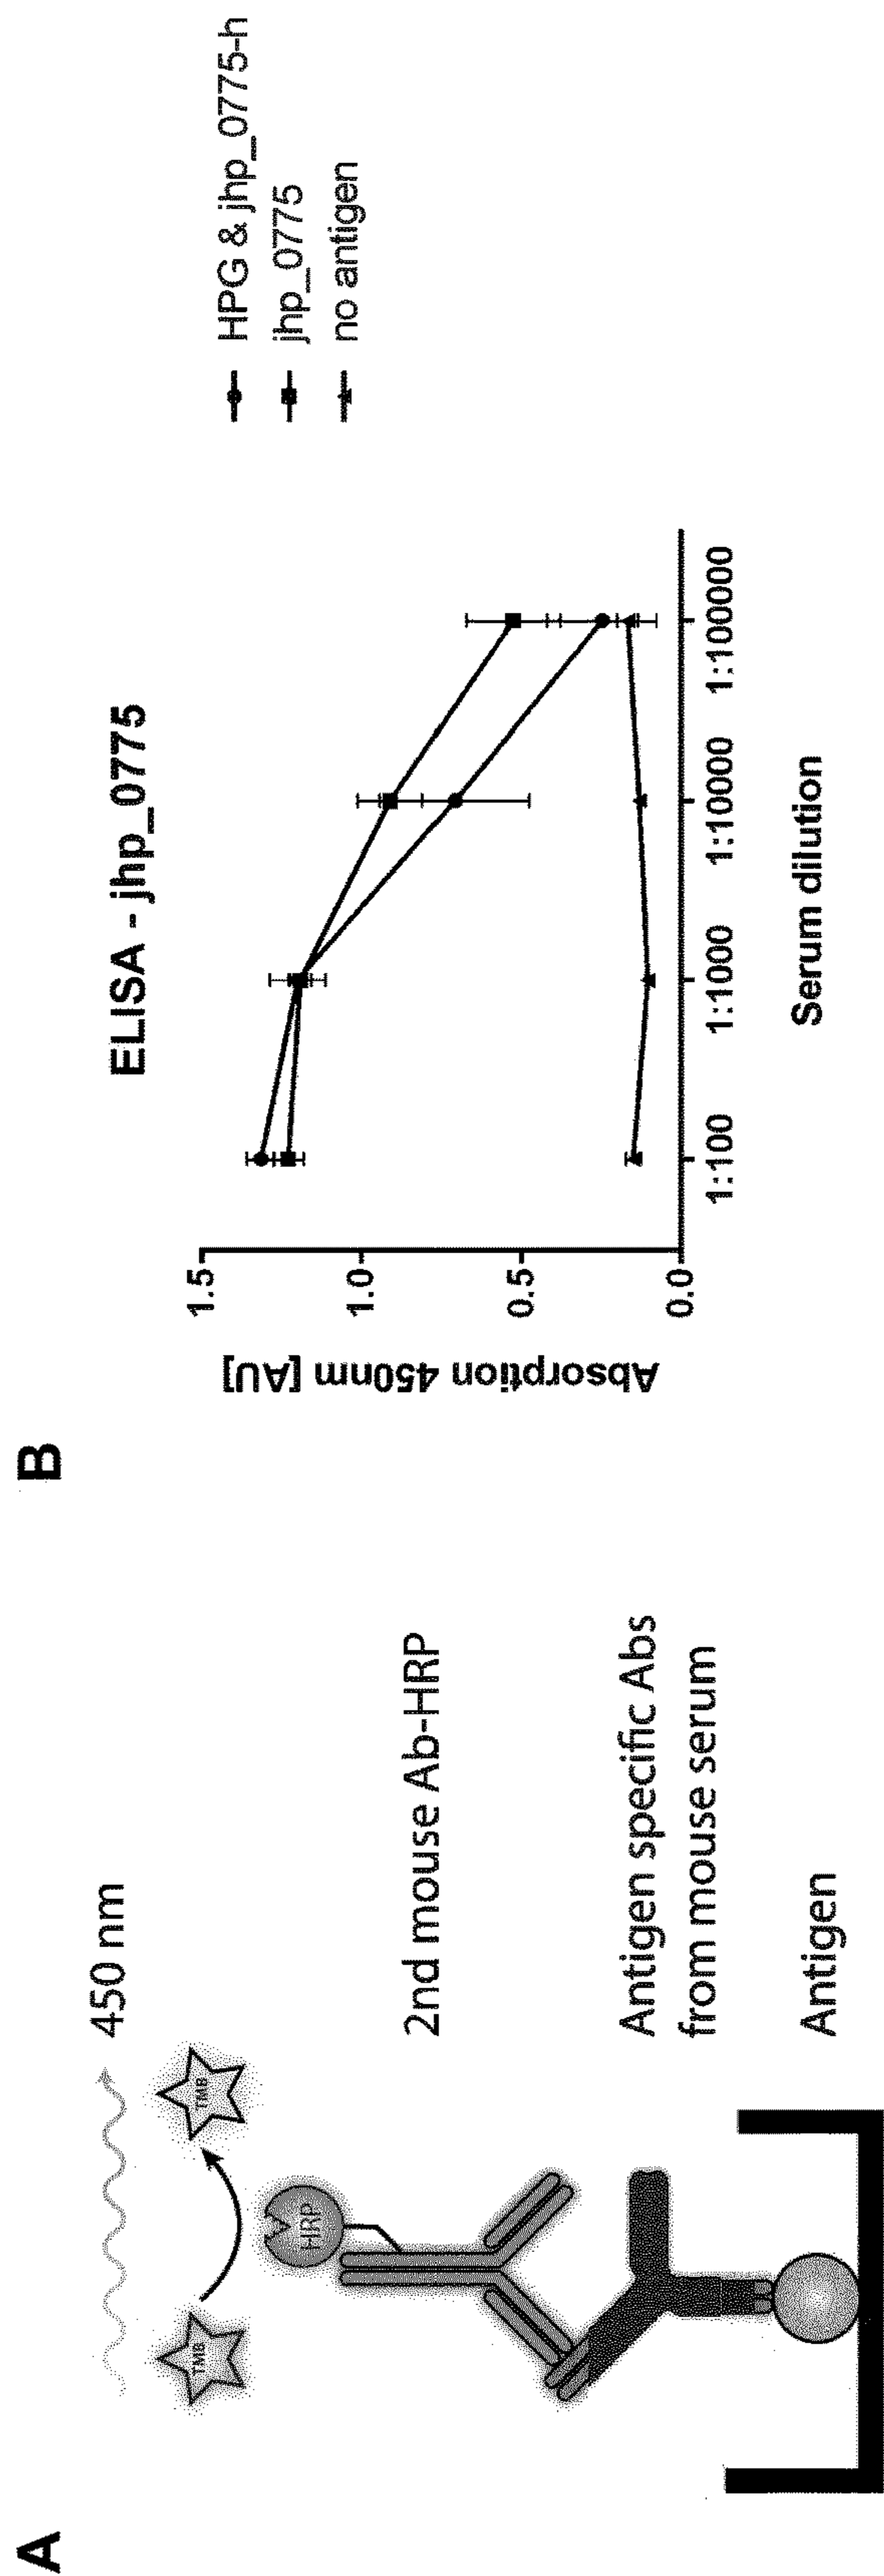 A
450 nm
TMB
TMB
HRP
2nd mouse Ab-HRP
Antigen specific Abs
from mouse serum
Antigen
B
ELISA - jhp_0775
Absorption 450nm [AU]
1.5
1.0
0.5
0.0
1:100
1:1000
1:10000
1:100000
Serum dilution
HPG & jhp_0775-h
jhp_0775
no antigen